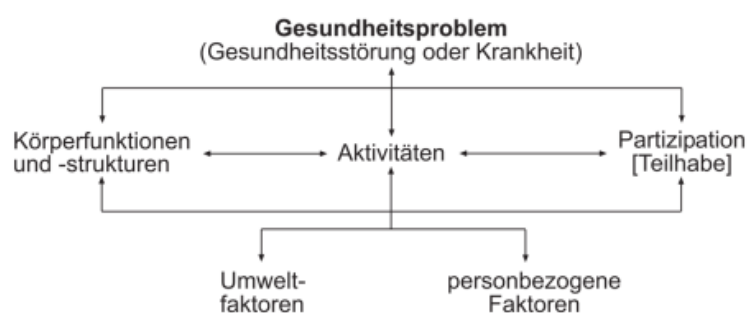 Gesundheitsproblem
(Gesundheitsstörung oder Krankheit)
Körperfunktionen
und -strukturen
Aktivitäten
Partizipation
[Teilhabe]
Umwelt-
faktoren
personbezogene
Faktoren